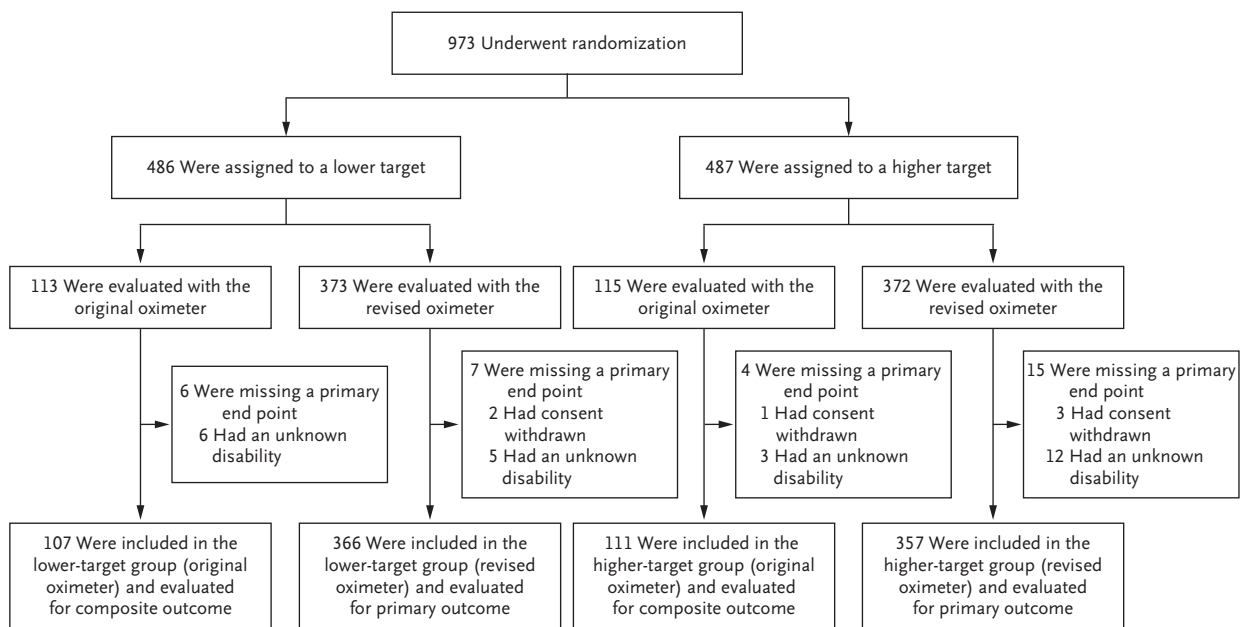 973 Underwent randomization
486 Were assigned to a lower target
487 Were assigned to a higher target
113 Were evaluated with the
original oximeter
373 Were evaluated with the
revised oximeter
115 Were evaluated with the
original oximeter
372 Were evaluated with the
revised oximeter
6 Were missing a primary
end point
6 Had an unknown
disability
7 Were missing a primary
end point
2 Had consent
withdrawn
5 Had an unknown
disability
4 Were missing a primary
end point
1 Had consent
withdrawn
3 Had an unknown
disability
15 Were missing a primary
end point
3 Had consent
withdrawn
12 Had an unknown
disability
107 Were included in the
lower-target group (original
oximeter) and evaluated
for composite outcome
366 Were included in the
lower-target group (revised
oximeter) and evaluated
for primary outcome
111 Were included in the
higher-target group (original
oximeter) and evaluated
for composite outcome
357 Were included in the
higher-target group (revised
oximeter) and evaluated
for primary outcome